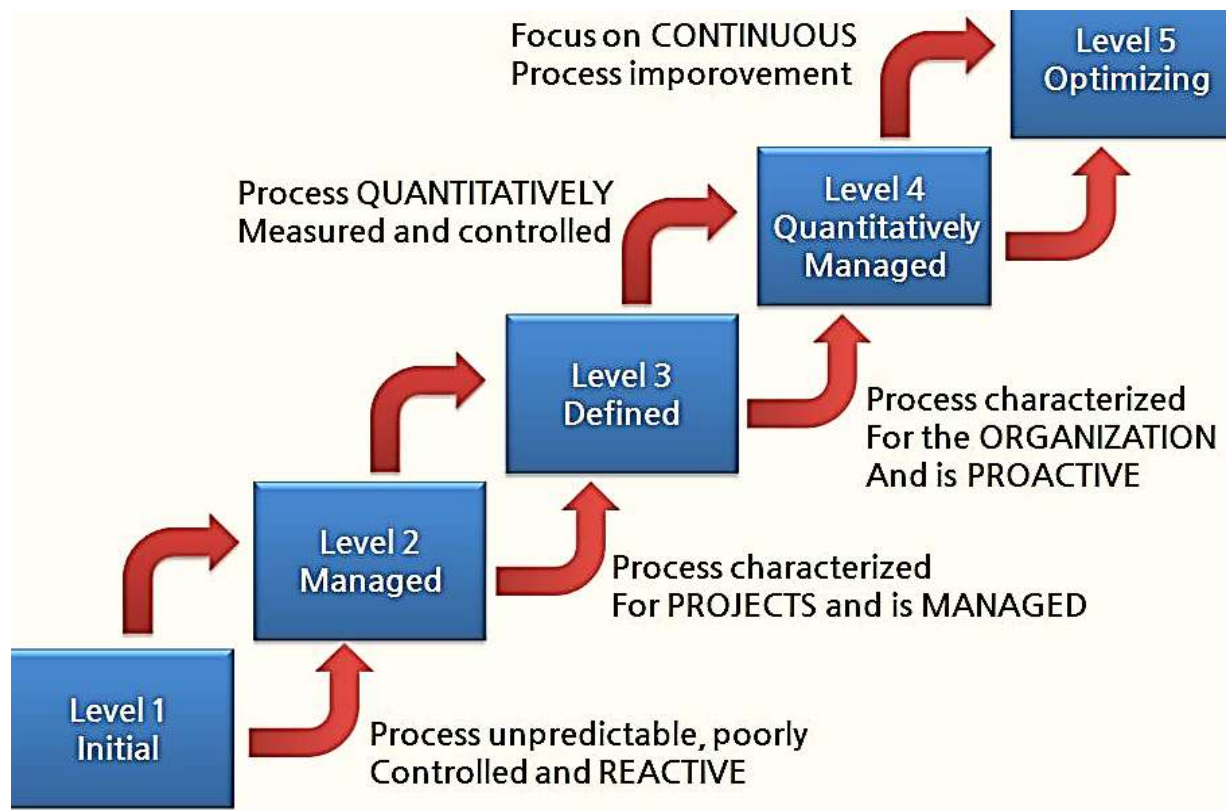 Focus on CONTINUOUS
Process imporovement
Level 5
Optimizing
Process QUANTITATIVELY
Measured and controlled
Level 4
Quantitatively
Managed
Level 3
Defined
Process characterized
For the ORGANIZATION
And is PROACTIVE
Level 2
Managed
Process characterized
For PROJECTS and is MANAGED
Level 1
Initial
Process unpredictable, poorly
Controlled and REACTIVE